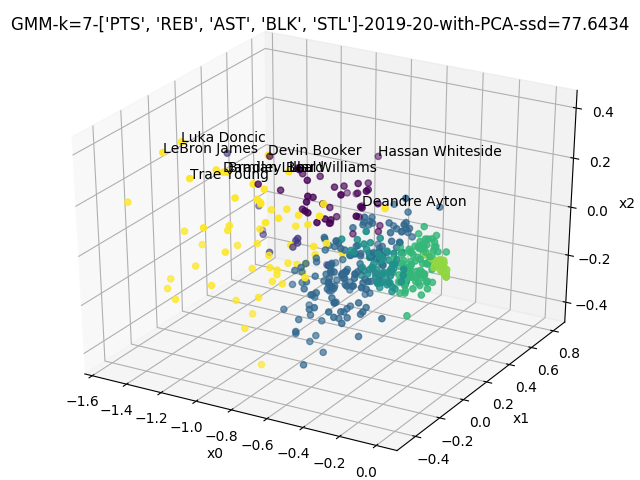 GMM-k=7-['PTS', 'REB', 'AST', 'BLK', 'STL']-2019-20-with-PCA-ssd=77.6434
Luka Doncic
LeBron James
Devin Booker
Hassan Whiteside
Williams
Trae Young
Deandre Ayton
0.4
0.2
0.0
−0.2
−0.4
x2
−1.6
−1.4
−1.2
−1.0
−0.8
−0.6
−0.4
−0.2
0.0
x0
−0.4
−0.2
0.0
0.2
0.4
0.6
0.8
x1